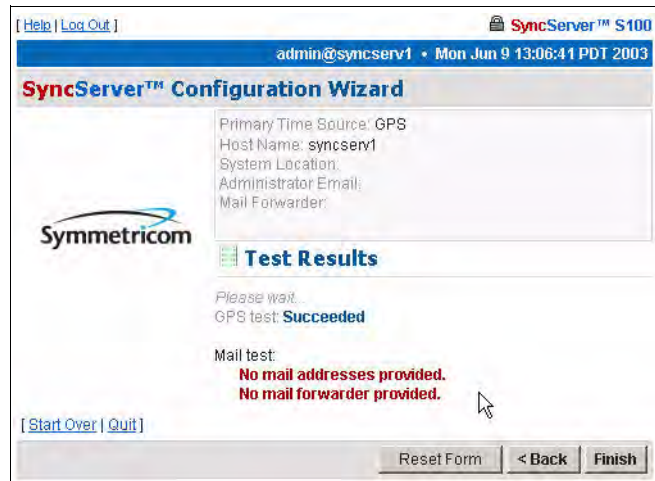 [ Help | Log Out ]
SyncServer™ S100
admin@syncserv1 • Mon Jun 9 13:06:41 PDT 2003
SyncServer™ Configuration Wizard
Primary Time Source: GPS
Host Name: syncserv1
System Location:
Administrator Email:
Mail Forwarder:
Symmetricom
Test Results
Please wait...
GPS test: Succeeded
Mail test:
No mail addresses provided.
No mail forwarder provided.
[ Start Over | Quit ]
Reset Form
< Back
Finish